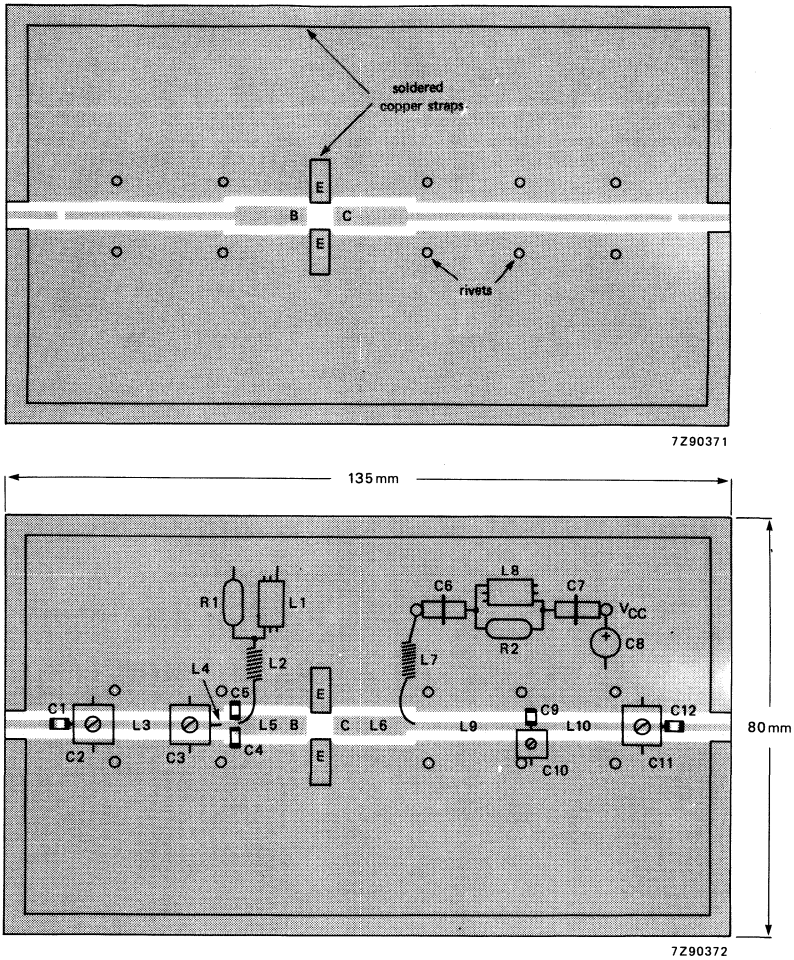 soldered
copper straps
E
B C
E
rivets
7Z90371
135 mm
R1 L1
C6 L8 C7
VCC
R2
C8
L2
L7
L4
C5
E
C1
L3
L5 B C L6
L9
C9
L10
C12
C2
C3
C4
E
C10
C11
80 mm
7Z90372